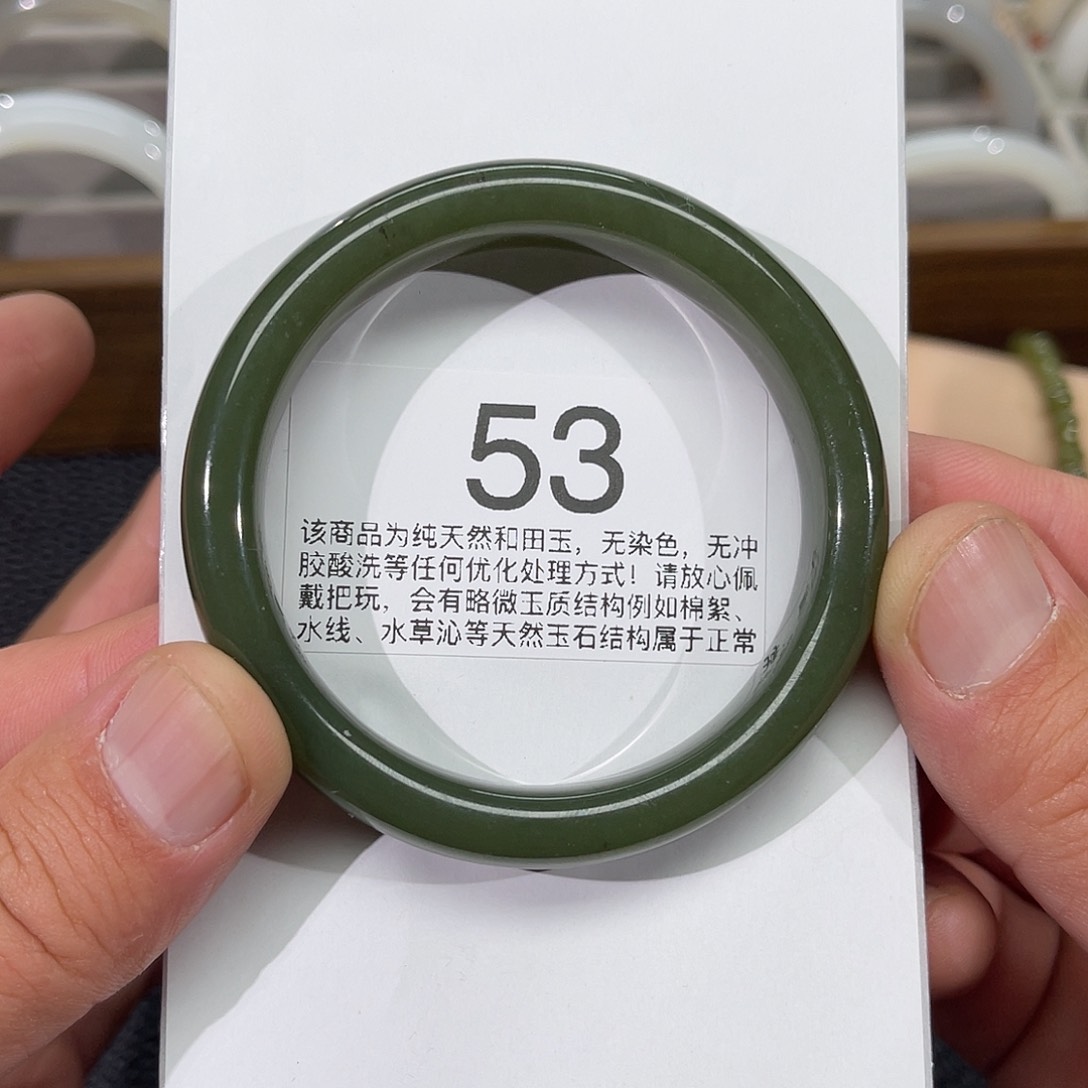 53
该商品为纯天然和田玉，无染色，无冲
胶酸洗等任何优化处理方式！请放心佩
戴把玩，会有略微玉质结构例如棉絮、
水线、水草沁等天然玉石结构属于正常